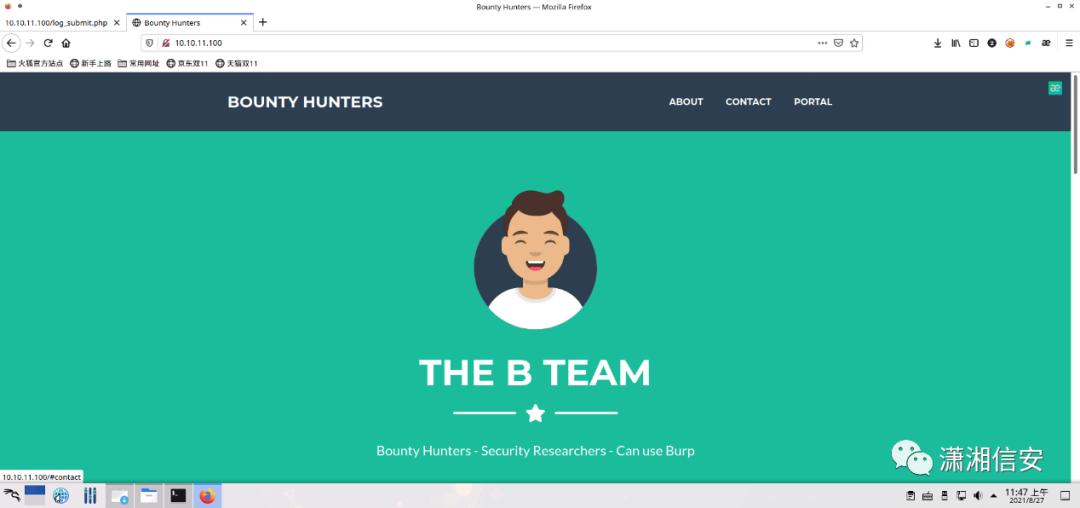 Bounty Hunters — Mozilla Firefox
10.10.11.100/log_submit.php
Bounty Hunters
10.10.11.100
火狐官方站点 新手上路 常用网址 京东双11 天猫双11
BOUNTY HUNTERS ABOUT CONTACT PORTAL
THE B TEAM
Bounty Hunters - Security Researchers - Can use Burp
潇湘信安
10.10.11.100/#contact
11:47 上午
2021/8/27